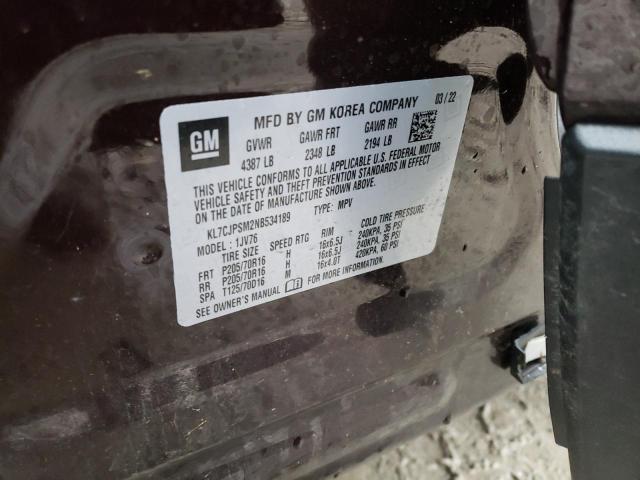 GM
MFD BY GM KOREA COMPANY 03/22
GVWR GAWR FRT GAWR RR
4387 LB 2348 LB 2194 LB
THIS VEHICLE CONFORMS TO ALL APPLICABLE U.S. FEDERAL MOTOR
VEHICLE SAFETY AND THEFT PREVENTION STANDARDS IN EFFECT
ON THE DATE OF MANUFACTURE SHOWN ABOVE.
KL7CJPSM2NB534189 TYPE: MPV
MODEL: 1JV76
TIRE SIZE SPEED RTG RIM COLD TIRE PRESSURE
FRT P205/70R16 H 16x6.5J 240KPA, 35 PSI
RR P205/70R16 H 16x6.5J 240KPA, 35 PSI
SPA T125/70D16 M 16x4.0T 420KPA, 60 PSI
SEE OWNER'S MANUAL FOR MORE INFORMATION.